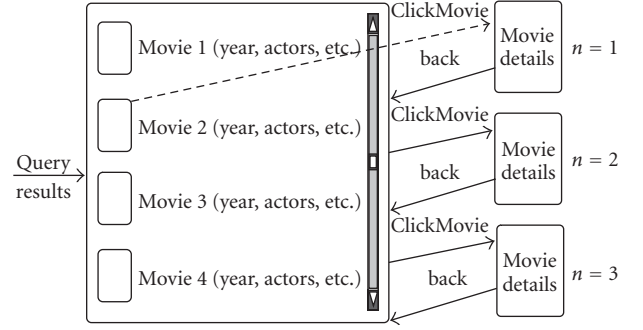 Query
results
Movie 1 (year, actors, etc.)
Movie 2 (year, actors, etc.)
Movie 3 (year, actors, etc.)
Movie 4 (year, actors, etc.)
ClickMovie
back
Movie
details
n = 1
ClickMovie
back
Movie
details
n = 2
ClickMovie
back
Movie
details
n = 3